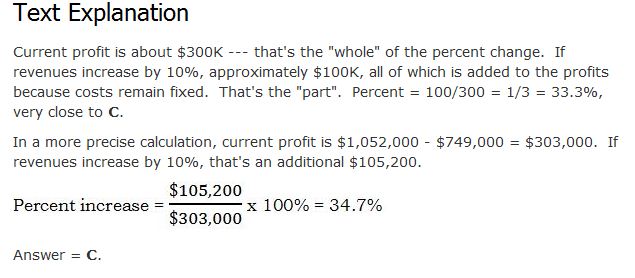 Text Explanation
Current profit is about $300K --- that's the "whole" of the percent change.  If
revenues increase by 10%, approximately $100K, all of which is added to the profits
because costs remain fixed.  That's the "part".  Percent = 100/300 = 1/3 = 33.3%,
very close to C.
In a more precise calculation, current profit is $1,052,000 - $749,000 = $303,000.  If
revenues increase by 10%, that's an additional $105,200.
$105,200
Percent increase = x 100% = 34.7%
$303,000
Answer = C.